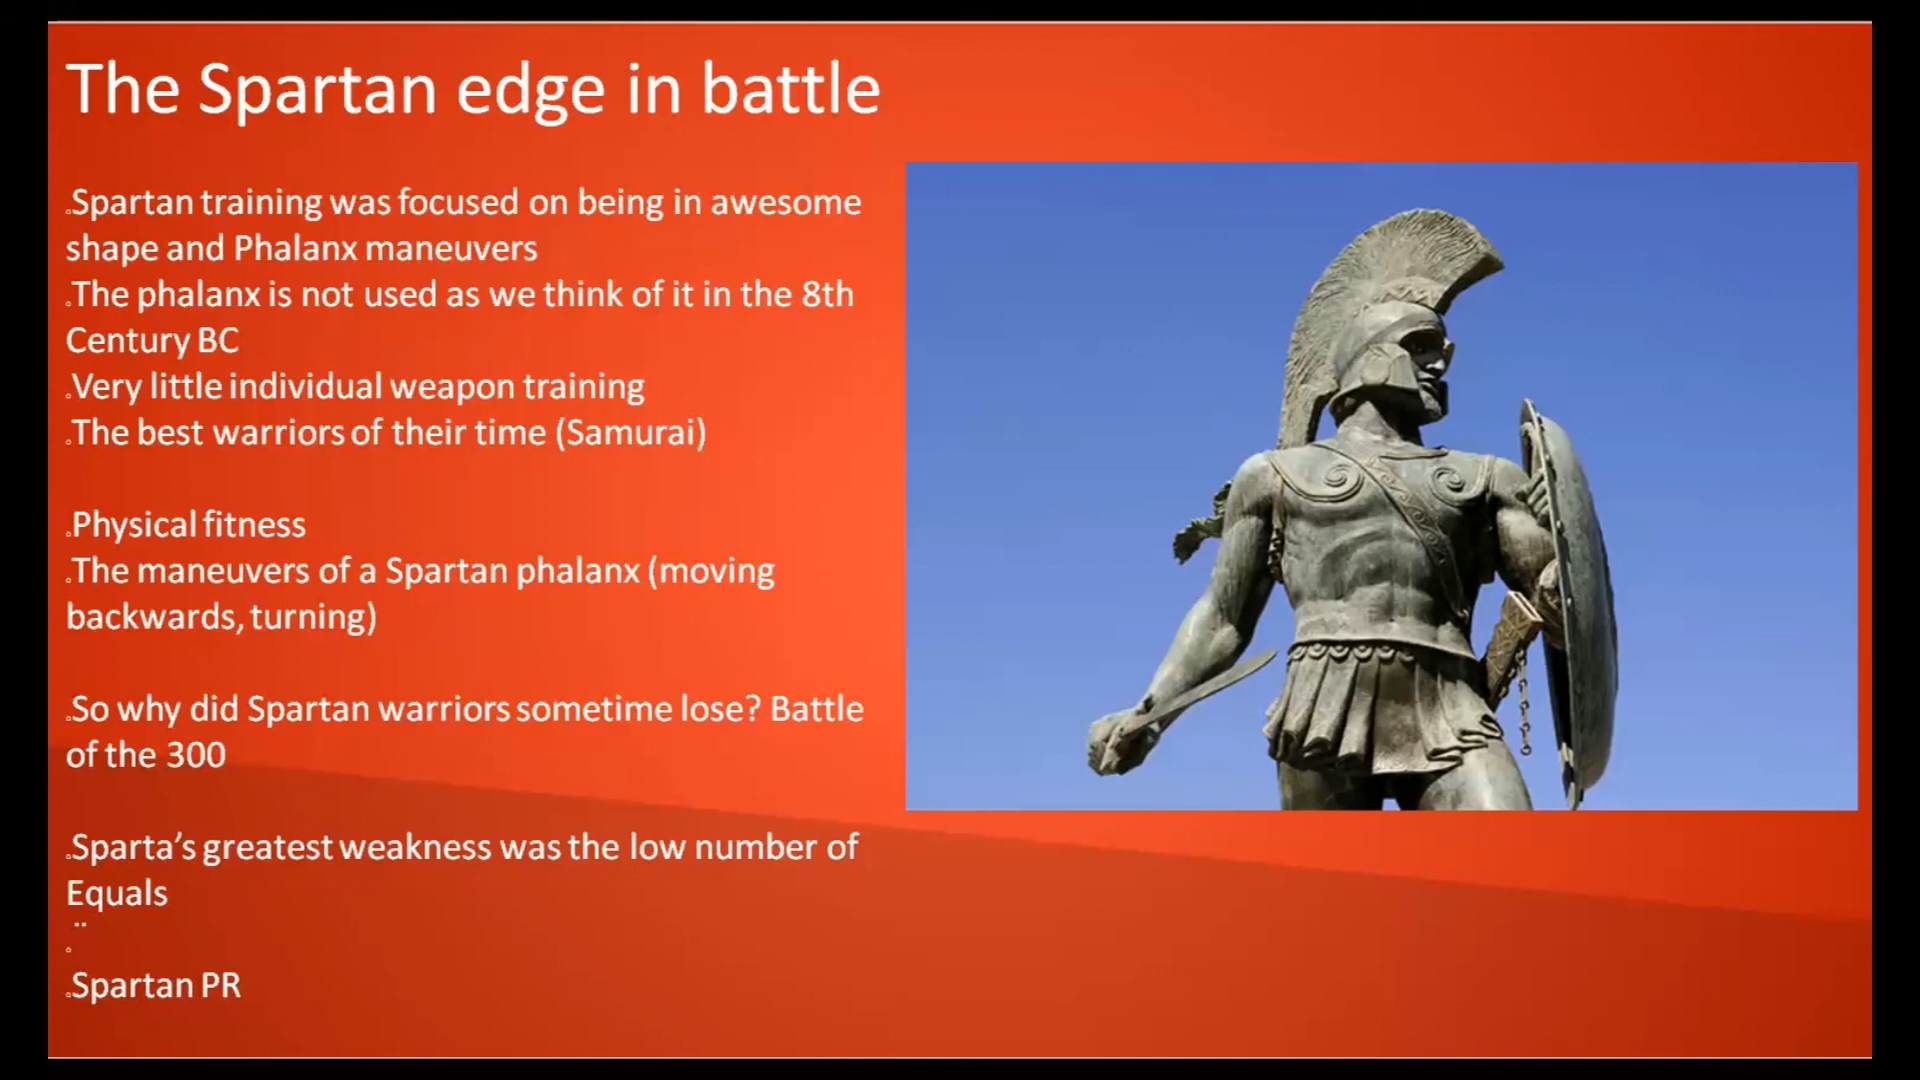 The Spartan edge in battle
.Spartan training was focused on being in awesome
shape and Phalanx maneuvers
.The phalanx is not used as we think of it in the 8th
Century BC
.Very little individual weapon training
.The best warriors of their time (Samurai)
.Physical fitness
.The maneuvers of a Spartan phalanx (moving
backwards, turning)
.So why did Spartan warriors sometime lose? Battle
of the 300
.Sparta’s greatest weakness was the low number of
Equals
¨
.Spartan PR